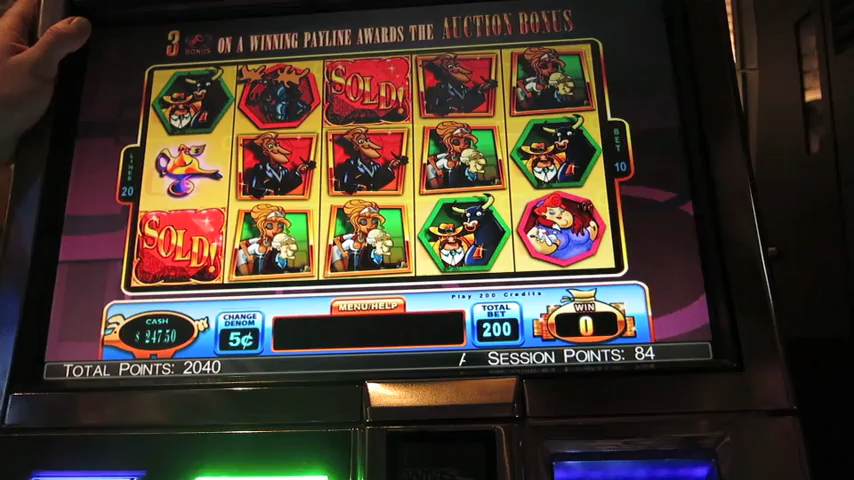 3 BONUS ON A WINNING PAYLINE AWARDS THE AUCTION BONUS
SOLD!
LINES
20
BET
10
SOLD!
Play 200 Credits
CASH
$ 247.50
CHANGE
DENOM
5¢
MENU/HELP
TOTAL
BET
200
WIN
0
TOTAL POINTS: 2040
SESSION POINTS: 84